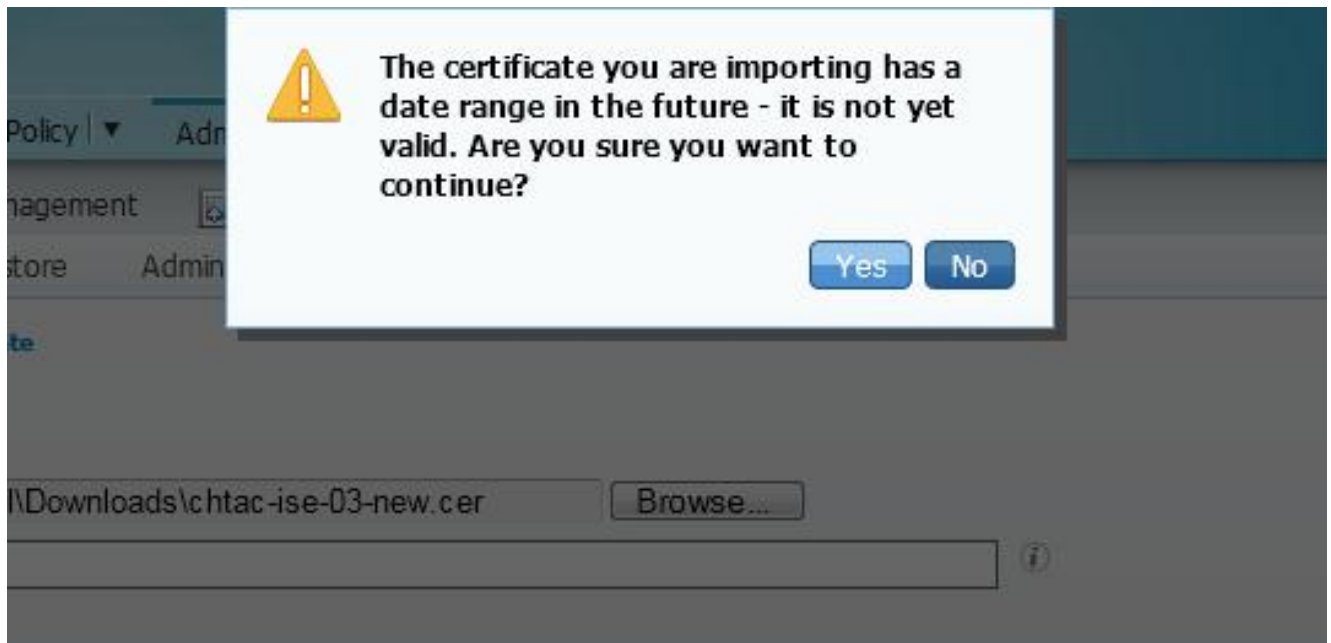 The certificate you are importing has a
date range in the future - it is not yet
valid. Are you sure you want to
continue?
Yes No
Policy ▼ Adm
nagement
store Admin
te
l\Downloads\chtac-ise-03-new.cer Browse...